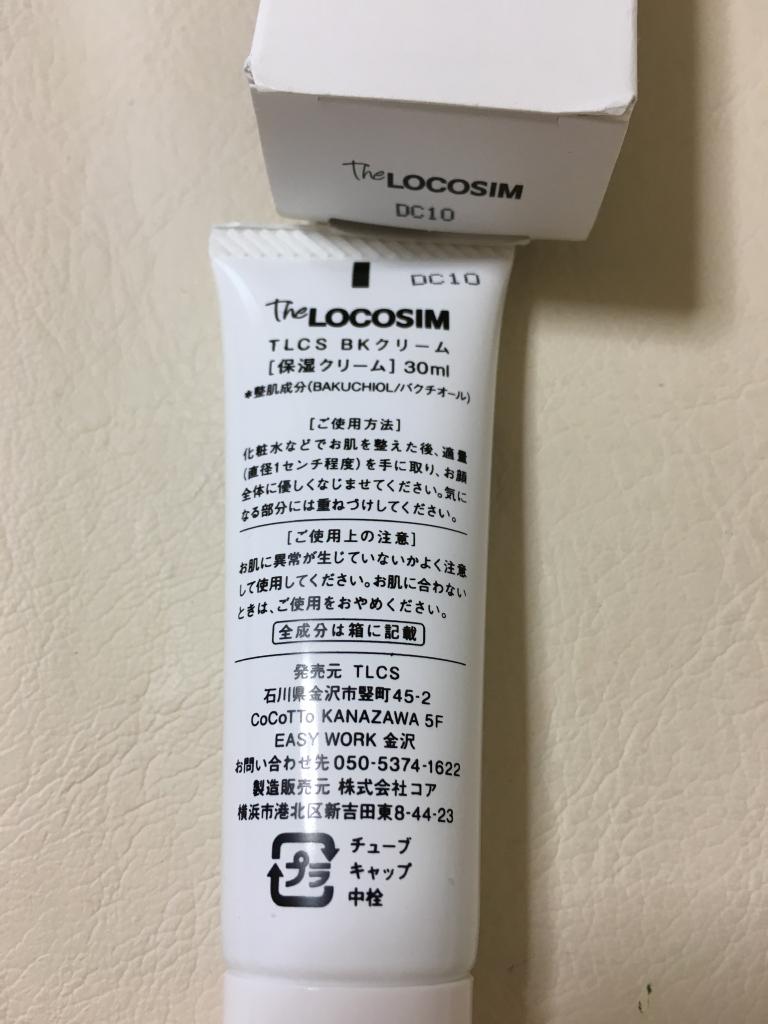 The LOCOSIM
DC10
DC10
The LOCOSIM
TLCS BKクリーム
[保湿クリーム] 30ml
*整肌成分(BAKUCHIOL/バクチオール)
[ご使用方法]
化粧水などでお肌を整えた後、適量
(直径1センチ程度)を手に取り、お顔
全体に優しくなじませてください。気に
なる部分には重ねづけしてください。
[ご使用上の注意]
お肌に異常が生じていないかよく注意
して使用してください。お肌に合わない
ときは、ご使用をおやめください。
全成分は箱に記載
発売元 TLCS
石川県金沢市竪町45-2
CoCoTTo KANAZAWA 5F
EASY WORK 金沢
お問い合わせ先050-5374-1622
製造販売元 株式会社コア
横浜市港北区新吉田東8-44-23
プラ
チューブ
キャップ
中栓